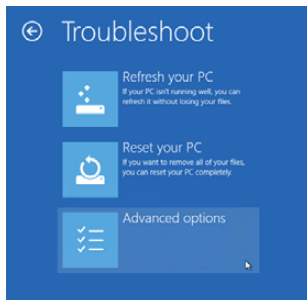 Troubleshoot
Refresh your PC
If your PC isn't running well, you can
refresh it without losing your files.
Reset your PC
If you want to remove all of your files,
you can reset your PC completely.
Advanced options